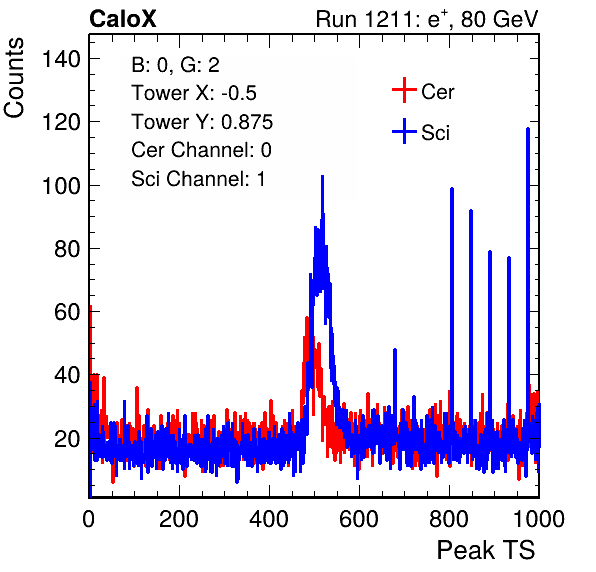 CaloX Run 1211: e⁺, 80 GeV
B: 0, G: 2
Tower X: -0.5
Tower Y: 0.875
Cer Channel: 0
Sci Channel: 1
Cer
Sci
Counts
140
120
100
80
60
40
20
0 200 400 600 800 1000
Peak TS